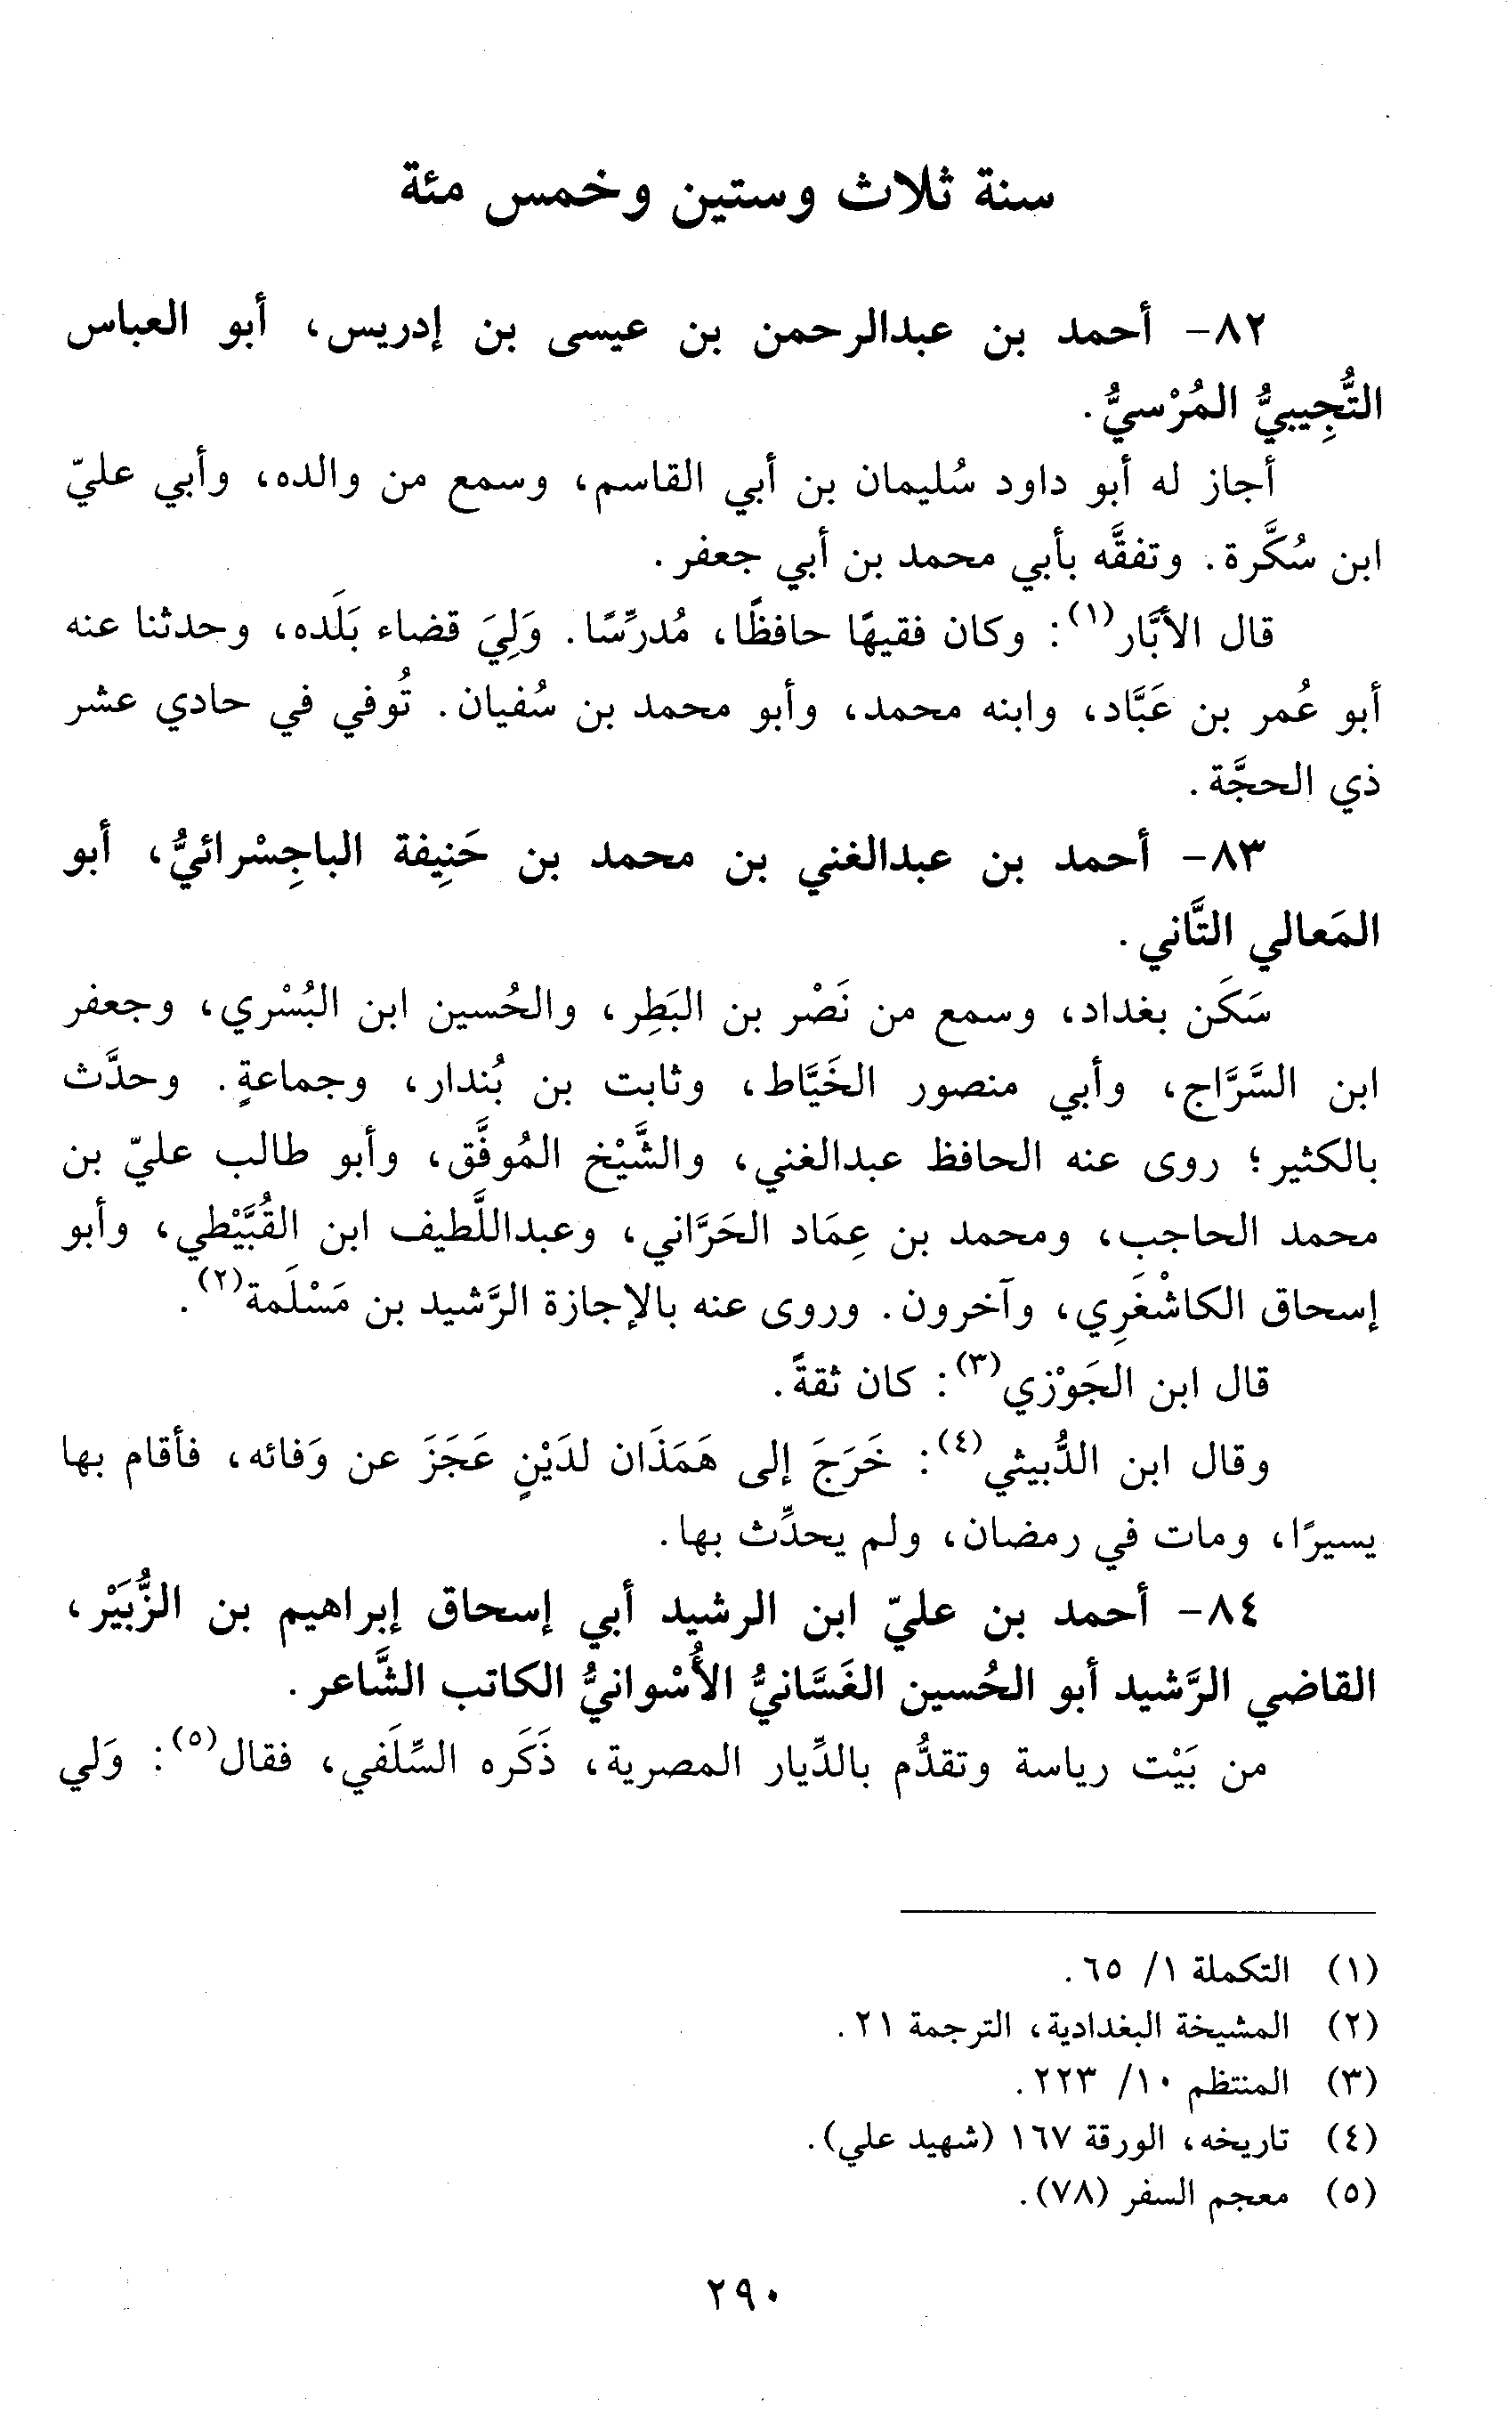 سنة ثلاث وستين وخمس مئة
٨٢- أحمد بن عبدالرحمن بن عيسى بن إدريس، أبو العباس
التُّجِيبيُّ المُرْسيُّ.
أجاز له أبو داود سُليمان بن أبي القاسم، وسمع من والده، وأبي عليّ
ابن سُكَّرة. وتفقَّه بأبي محمد بن أبي جعفر.
قال الأبَّار(١): وكان فقيهًا حافظًا، مُدرِّسًا. وَلِيَ قضاء بَلَده، وحدثنا عنه
أبو عُمر بن عَبَّاد، وابنه محمد، وأبو محمد بن سُفيان. تُوفي في حادي عشر
ذي الحجَّة.
٨٣- أحمد بن عبدالغني بن محمد بن حَنِيفة الباجِسْرائيُّ، أبو
المَعالي التَّاني.
سَكَن بغداد، وسمع من نَصْر بن البَطِر، والحُسين ابن البُسْري، وجعفر
ابن السَّرَّاج، وأبي منصور الخَيَّاط، وثابت بن بُندار، وجماعةٍ. وحدَّث
بالكثير؛ روى عنه الحافظ عبدالغني، والشَّيْخ المُوفَّق، وأبو طالب عليّ بن
محمد الحاجب، ومحمد بن عِمَاد الحَرَّاني، وعبداللَّطيف ابن القُبَّيْطي، وأبو
إسحاق الكاشْغَرِي، وآخرون. وروى عنه بالإجازة الرَّشيد بن مَسْلَمة(٢).
قال ابن الجَوْزي(٣): كان ثقةً.
وقال ابن الدُّبيثي(٤): خَرَجَ إلى هَمَذَان لدَيْنٍ عَجَزَ عن وَفائه، فأقام بها
يسيرًا، ومات في رمضان، ولم يحدِّث بها.
٨٤- أحمد بن عليّ ابن الرشيد أبي إسحاق إبراهيم بن الزُّبَيْر،
القاضي الرَّشيد أبو الحُسين الغَسَّانيُّ الأُسْوانيُّ الكاتب الشَّاعر.
من بَيْت رياسة وتقدُّم بالدِّيار المصرية، ذَكَره السِّلَفي، فقال(٥): وَلي
(١) التكملة ١/ ٦٥.
(٢) المشيخة البغدادية، الترجمة ٢١.
(٣) المنتظم ١٠/ ٢٢٣.
(٤) تاريخه، الورقة ١٦٧ (شهيد علي).
(٥) معجم السفر (٧٨).
٢٩٠